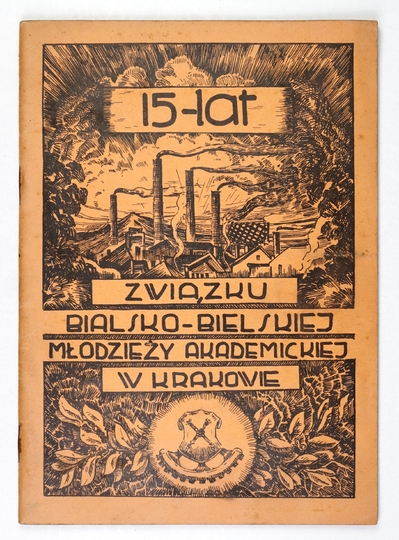 15-lat
ZWIĄZKU
BIALSKO-BIELSKIEJ
MŁODZIEŻY AKADEMICKIEJ
W KRAKOWIE